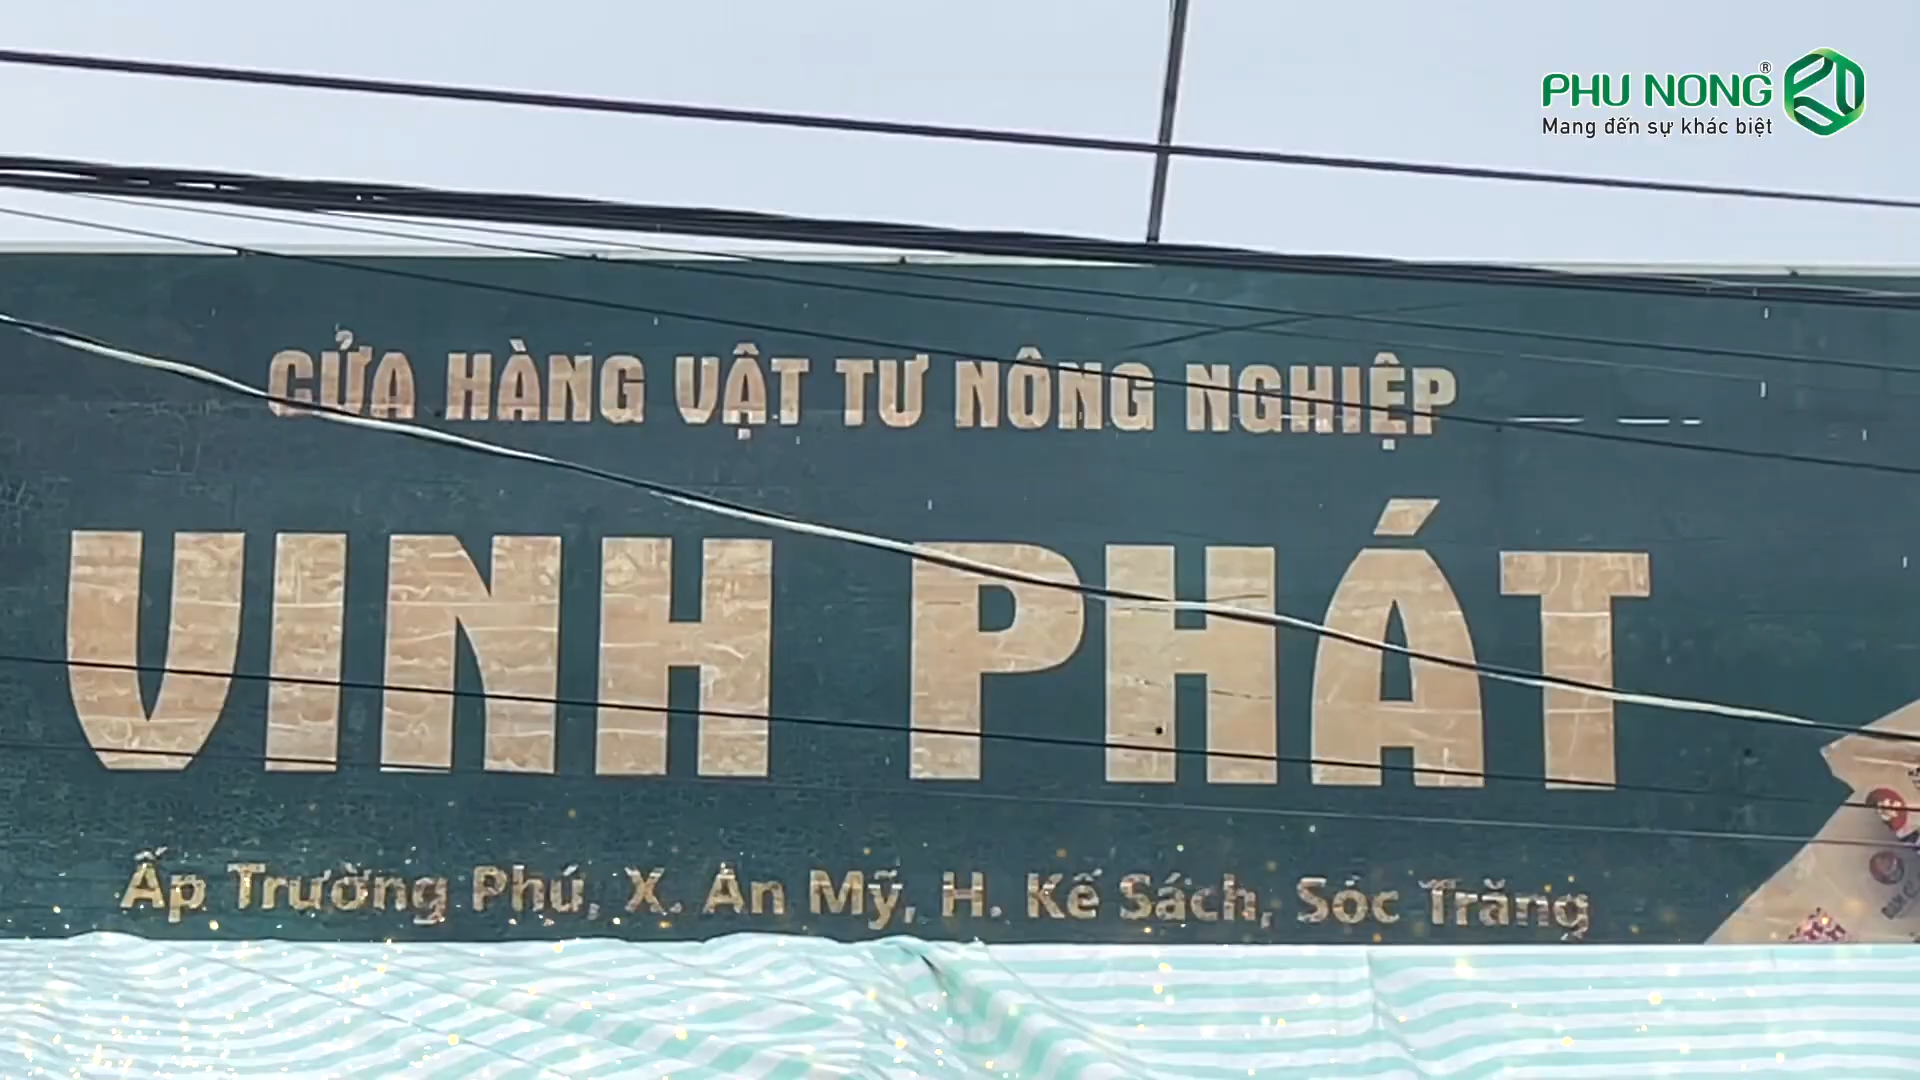 PHU NONG®
Mang đến sự khác biệt
CỬA HÀNG VẬT TƯ NÔNG NGHIỆP
VINH PHÁT
Ấp Trường Phú, X. An Mỹ, H. Kế Sách, Sóc Trăng